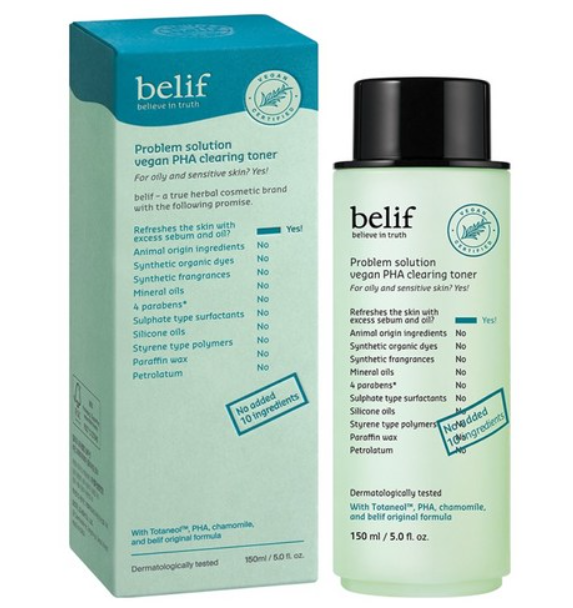 belif
believe in truth
VEGAN
CERTIFIED
Problem solution
vegan PHA clearing toner
For oily and sensitive skin? Yes!
belif – a true herbal cosmetic brand
with the following promise.
Refreshes the skin with
excess sebum and oil? Yes!
Animal origin ingredients No
Synthetic organic dyes No
Synthetic frangrances No
Mineral oils No
4 parabens* No
Sulphate type surfactants No
Silicone oils No
Styrene type polymers No
Paraffin wax No
Petrolatum No
No added
10 ingredients
With Totaneol™, PHA, chamomile,
and belif original formula
Dermatologically tested 150ml / 5.0 fl. oz.
belif
believe in truth
VEGAN
CERTIFIED
Problem solution
vegan PHA clearing toner
For oily and sensitive skin? Yes!
Refreshes the skin with
excess sebum and oil? Yes!
Animal origin ingredients No
Synthetic organic dyes No
Synthetic frangrances No
Mineral oils No
4 parabens* No
Sulphate type surfactants No
Silicone oils No
Styrene type polymers No
Paraffin wax No
Petrolatum No
No added
10 ingredients
Dermatologically tested
With Totaneol™, PHA, chamomile,
and belif original formula
150 ml / 5.0 fl. oz.